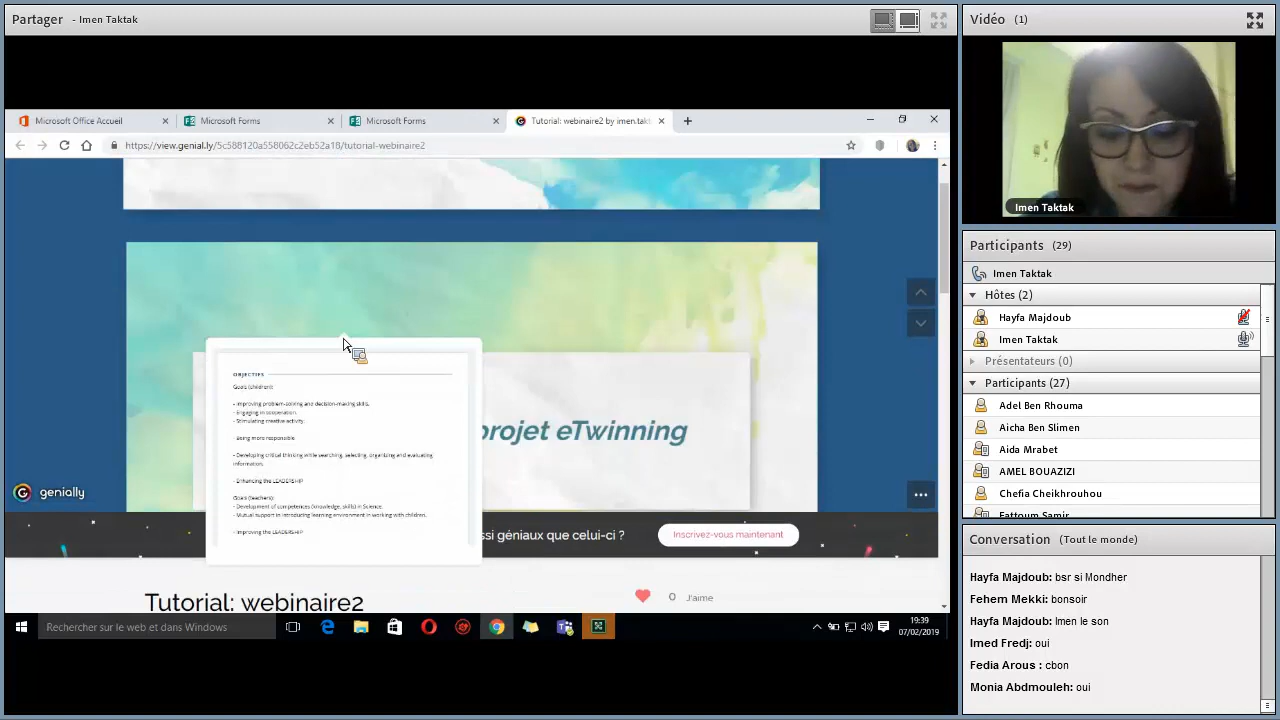 Partager - Imen Taktak
Microsoft Office Accueil
Microsoft Forms
Microsoft Forms
Tutorial: webinaire2 by imen.takt
https://view.genial.ly/5c588120a558062c2eb52a18/tutorial-webinaire2
OBJECTIFS
Goals (children):
- Improving problem-solving and decision-making skills.
- Engaging in cooperation.
- Stimulating creative activity.
- Being more responsible
- Developing critical thinking while searching, selecting, organizing and evaluating
information.
- Enhancing the LEADERSHIP
Goals (teachers):
- Development of competences (knowledge, skills) in Science.
- Mutual support in introducing learning environment in working with children.
- Improving the LEADERSHIP
projet eTwinning
genially
ssi géniaux que celui-ci ?
Inscrivez-vous maintenant
Tutorial: webinaire2
0 J'aime
Rechercher sur le web et dans Windows
19:39
07/02/2019
Vidéo (1)
Imen Taktak
Participants (29)
Imen Taktak
Hôtes (2)
Hayfa Majdoub
Imen Taktak
Présentateurs (0)
Participants (27)
Adel Ben Rhouma
Aicha Ben Slimen
Aida Mrabet
AMEL BOUAZIZI
Chefia Cheikhrouhou
Fattoum Samir
Conversation (Tout le monde)
Hayfa Majdoub: bsr si Mondher
Fehem Mekki: bonsoir
Hayfa Majdoub: Imen le son
Imed Fredj: oui
Fedia Arous : cbon
Monia Abdmouleh: oui